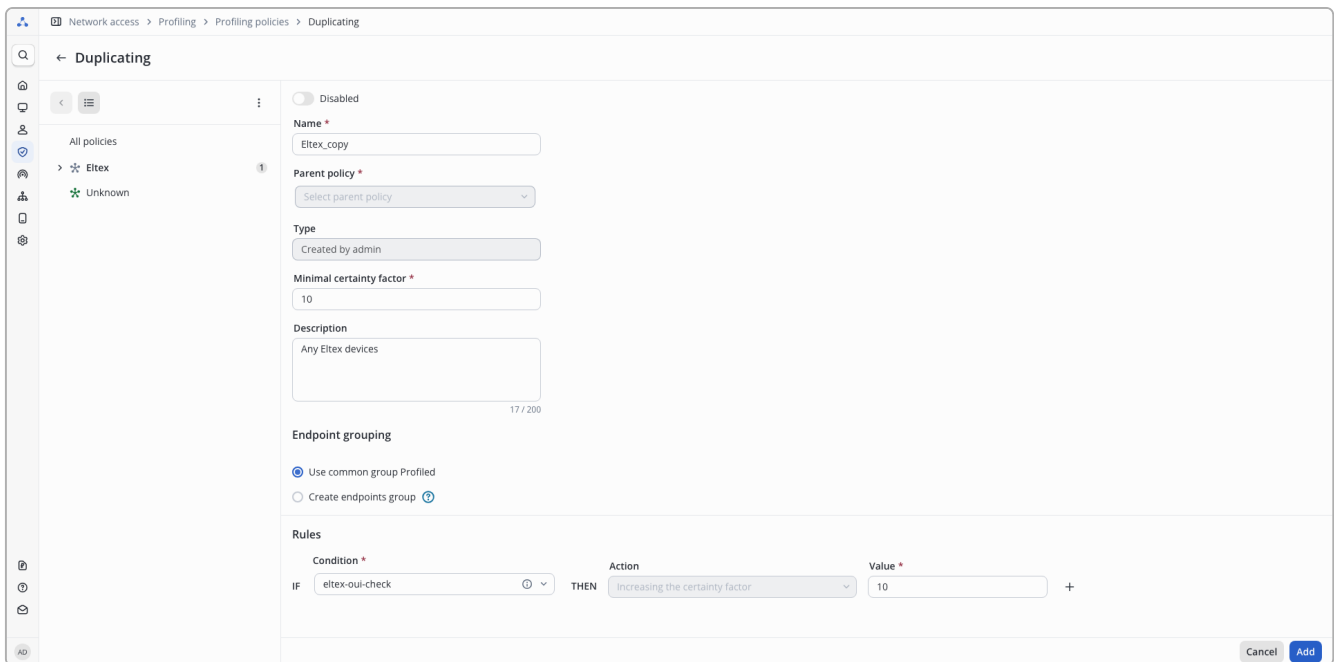 Network access > Profiling > Profiling policies > Duplicating
← Duplicating
All policies
Eltex 1
Unknown
Disabled
Name *
Eltex_copy
Parent policy *
Select parent policy
Type
Created by admin
Minimal certainty factor *
10
Description
Any Eltex devices
17 / 200
Endpoint grouping
Use common group Profiled
Create endpoints group
Rules
Condition *
Action
Value *
IF eltex-oui-check THEN Increasing the certainty factor 10 +
AD
Cancel Add